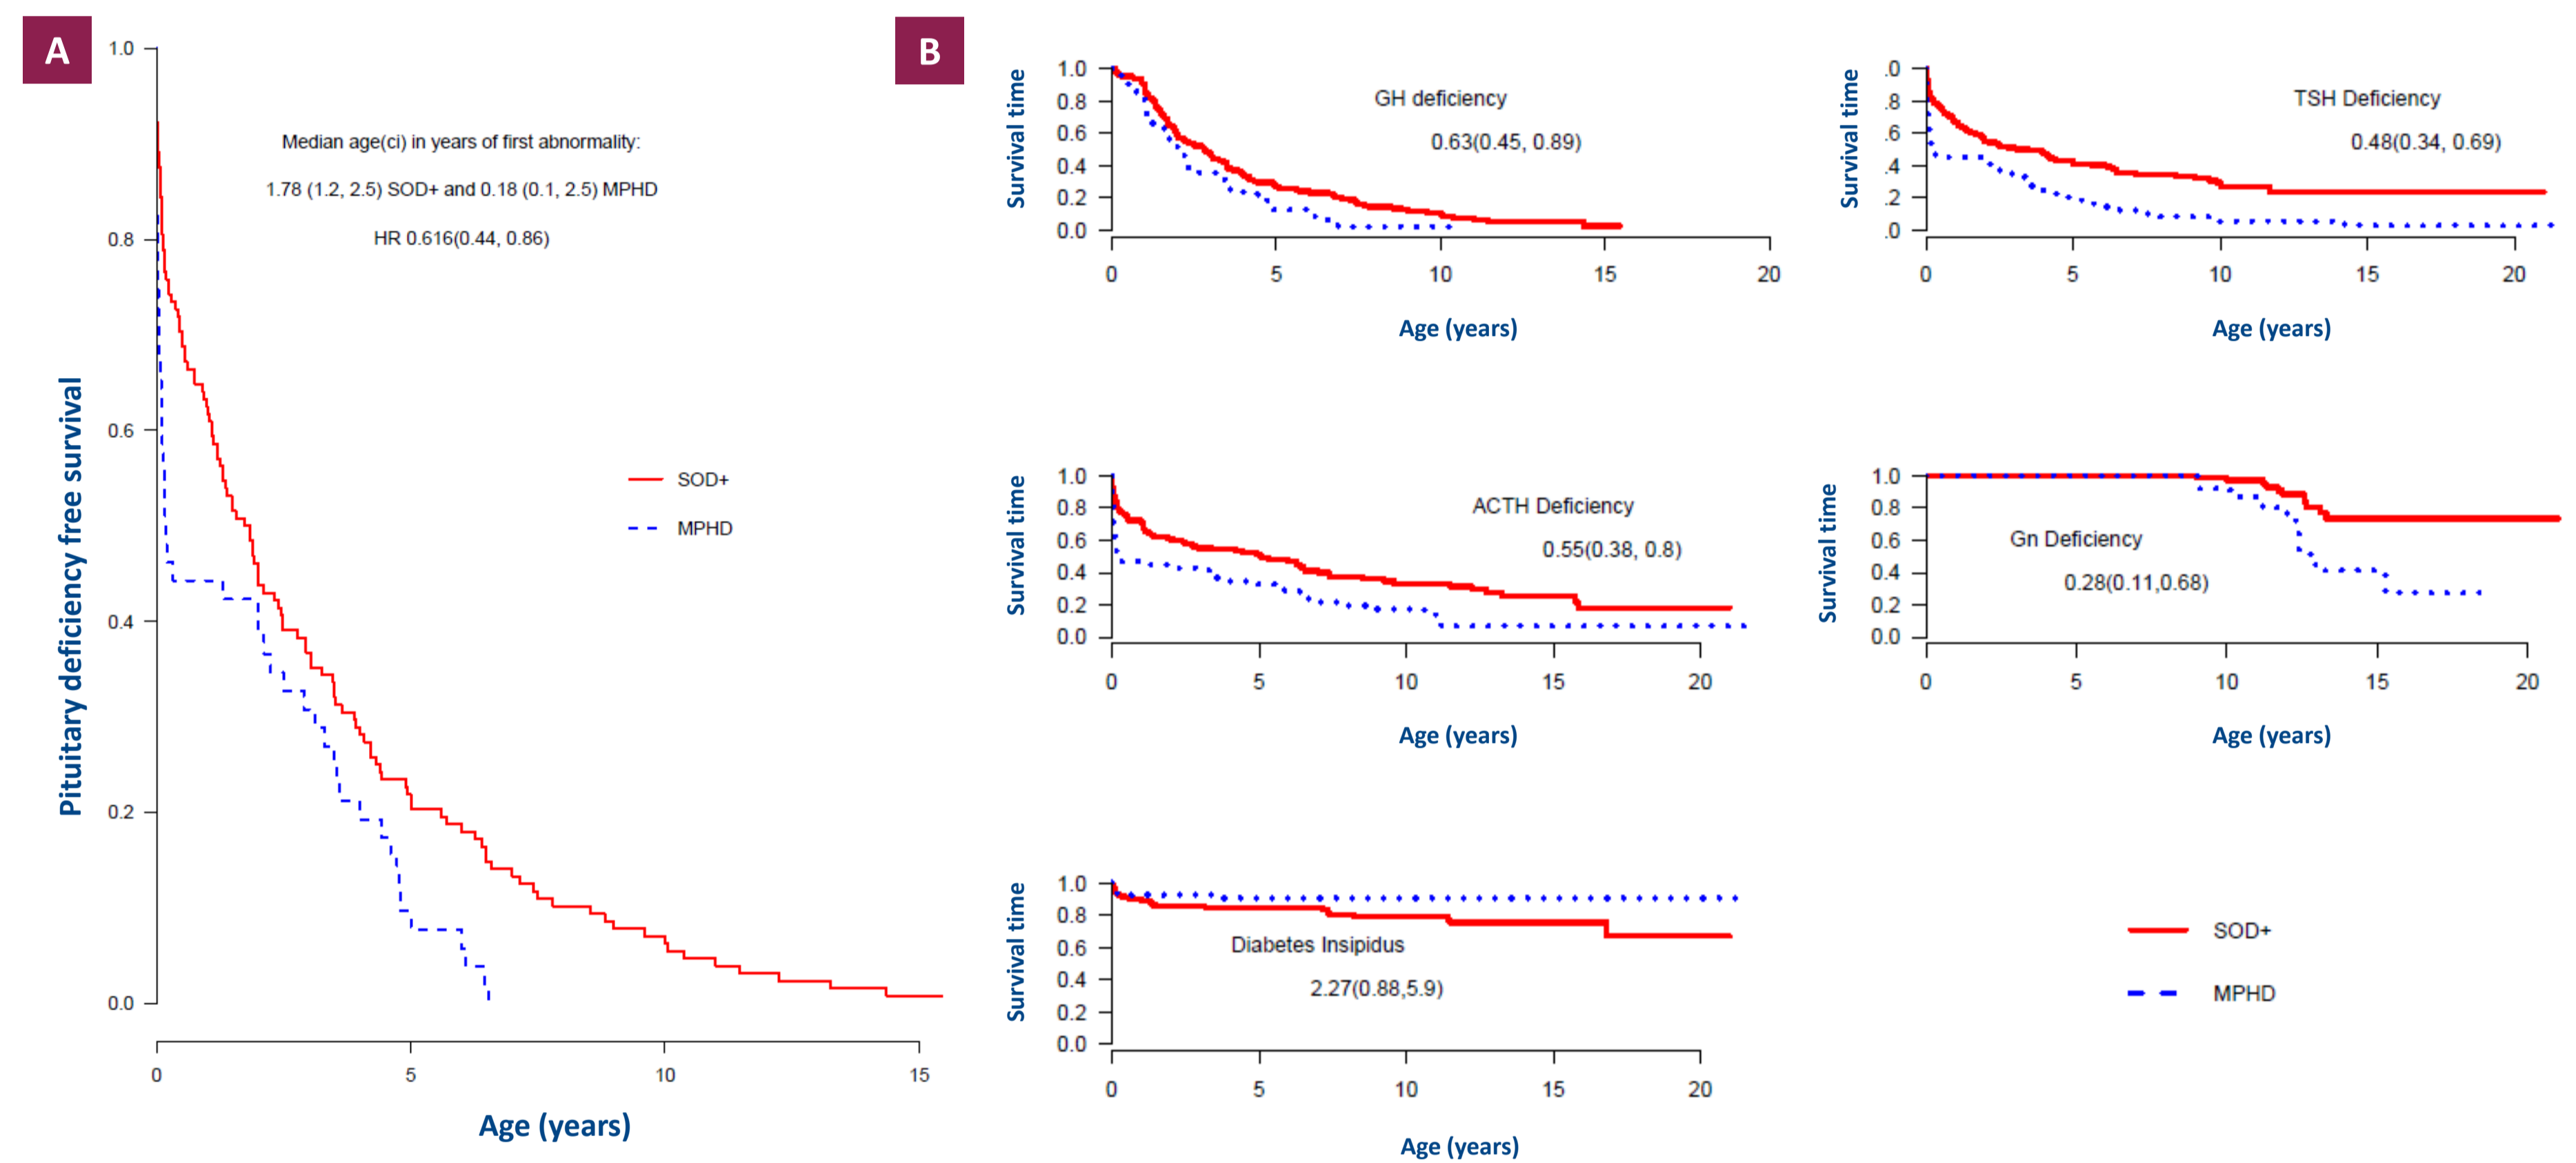 A
Pituitary deficiency free survival
1.0
0.8
0.6
0.4
0.2
0.0
Median age(ci) in years of first abnormality:
1.78 (1.2, 2.5) SOD+ and 0.18 (0.1, 2.5) MPHD
HR 0.616(0.44, 0.86)
SOD+
MPHD
0 5 10 15
Age (years)
B
Survival time
1.0
0.8
0.6
0.4
0.2
0.0
GH deficiency
0.63(0.45, 0.89)
0 5 10 15 20
Age (years)
Survival time
.0
.8
.6
.4
.2
.0
TSH Deficiency
0.48(0.34, 0.69)
0 5 10 15 20
Age (years)
Survival time
1.0
0.8
0.6
0.4
0.2
0.0
ACTH Deficiency
0.55(0.38, 0.8)
0 5 10 15 20
Age (years)
Survival time
1.0
0.8
0.6
0.4
0.2
0.0
Gn Deficiency
0.28(0.11,0.68)
0 5 10 15 20
Age (years)
Survival time
1.0
0.8
0.6
0.4
0.2
0.0
Diabetes Insipidus
2.27(0.88,5.9)
0 5 10 15 20
Age (years)
SOD+
MPHD